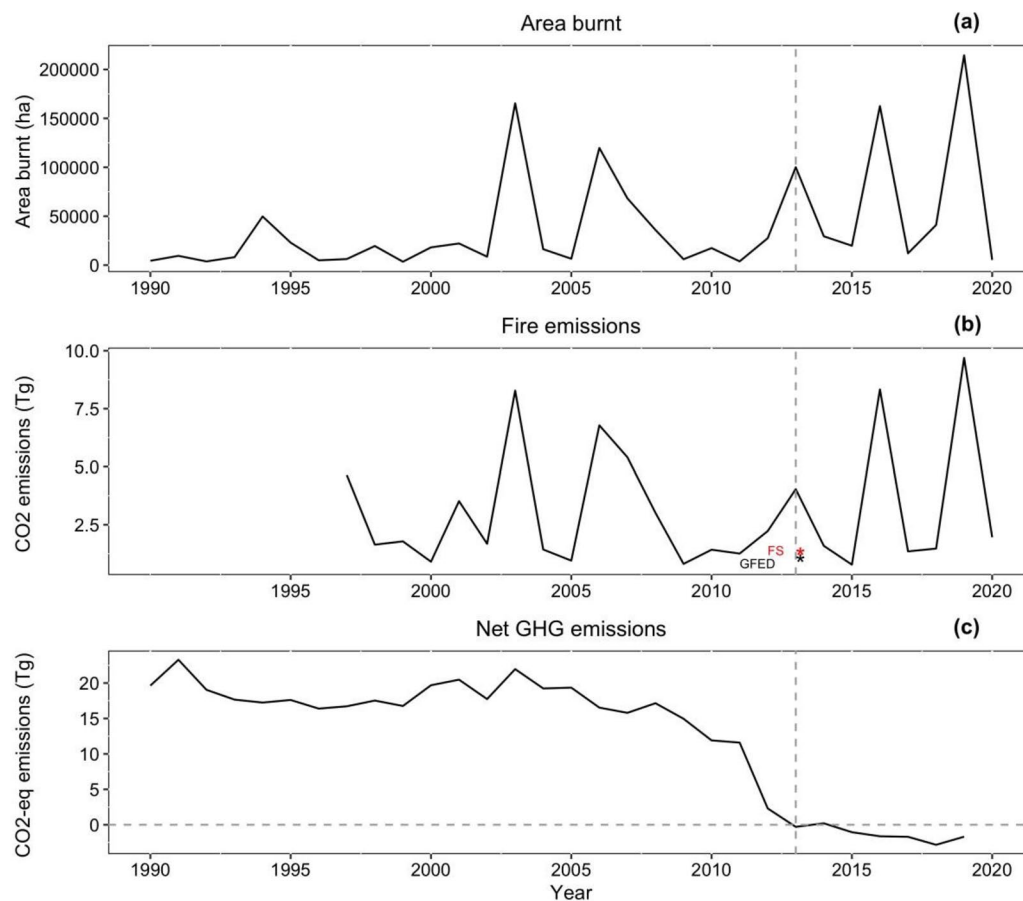 Area burnt
(a)
Area burnt (ha)
200000
150000
100000
50000
0
1990 1995 2000 2005 2010 2015 2020
Fire emissions
(b)
CO2 emissions (Tg)
10.0
7.5
5.0
2.5
FS *
GFED *
1995 2000 2005 2010 2015 2020
Net GHG emissions
(c)
CO2-eq emissions (Tg)
20
15
10
5
0
1990 1995 2000 2005 2010 2015 2020
Year